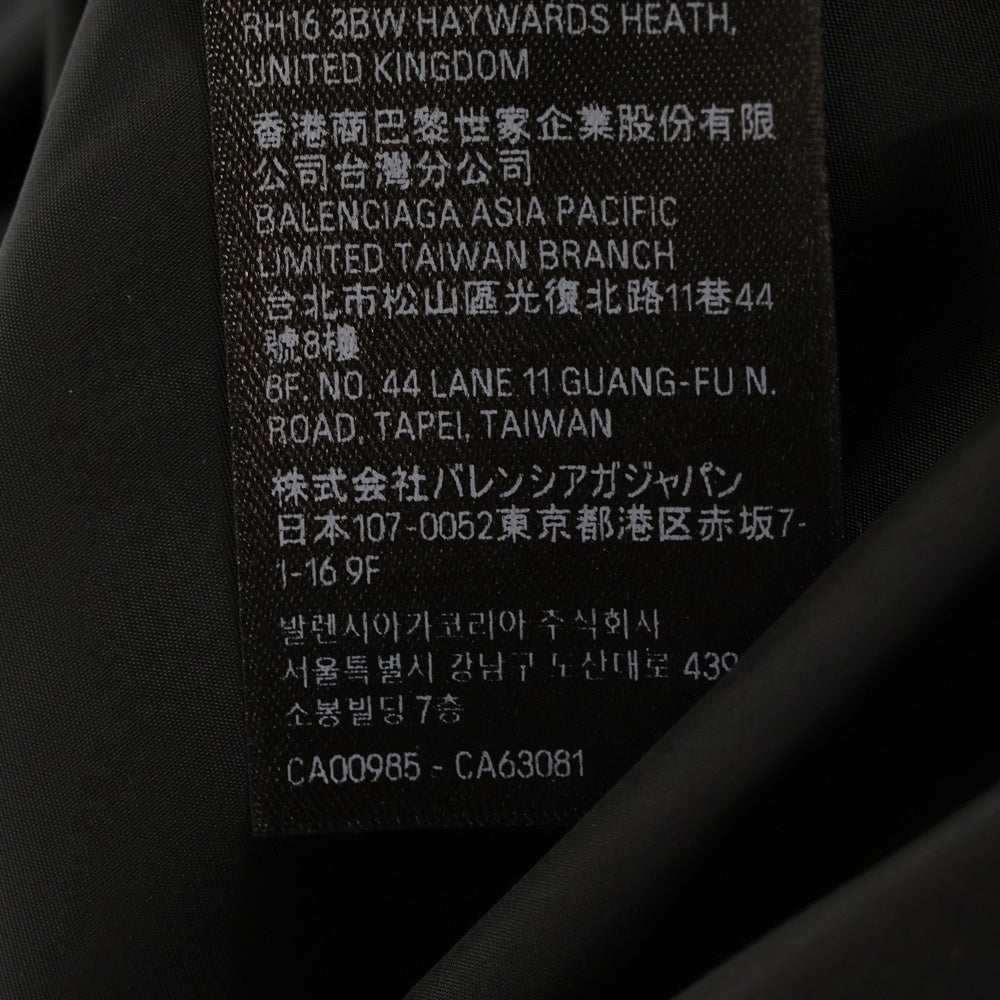 RH16 3BW HAYWARDS HEATH,
UNITED KINGDOM
香港商巴黎世家企業股份有限
公司台灣分公司
BALENCIAGA ASIA PACIFIC
LIMITED TAIWAN BRANCH
台北市松山區光復北路11巷44
號8樓
8F. NO. 44 LANE 11 GUANG-FU N.
ROAD, TAPEI, TAIWAN
株式会社バレンシアガジャパン
日本107-0052東京都港区赤坂7-
1-16 9F
발렌시아가코리아 주식회사
서울특별시 강남구 도산대로 439
소봉빌딩 7층
CA00985 - CA63081